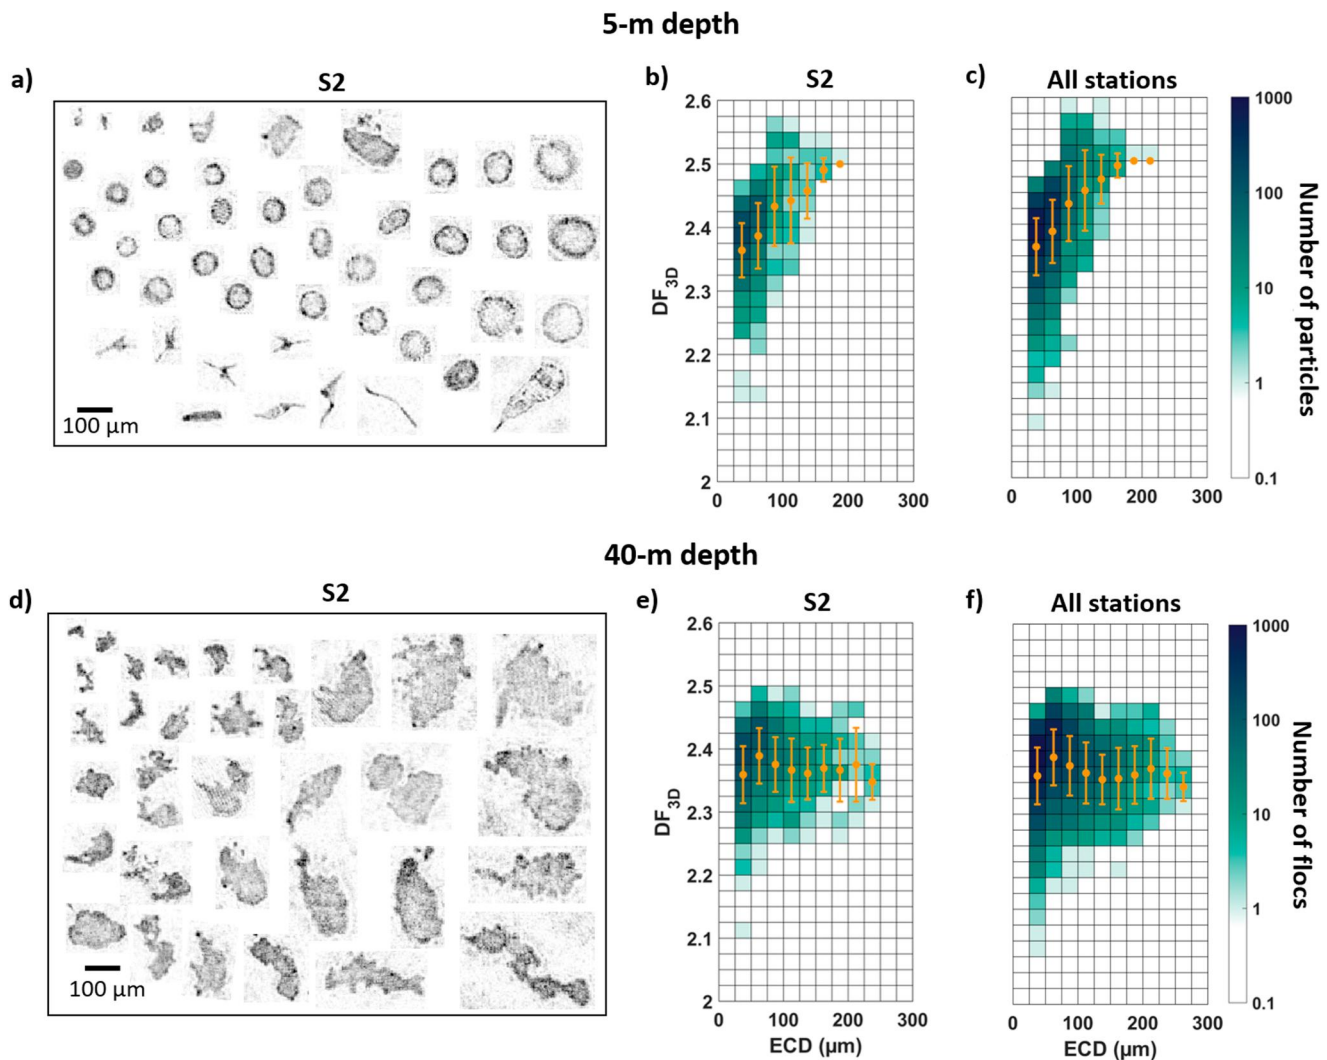 5-m depth
a)
S2
b)
S2
c)
All stations
2.6
2.5
2.4
2.3
2.2
2.1
2
DF3D
0
100
200
300
0
100
200
300
1000
100
10
1
0.1
Number of particles
100 µm
40-m depth
d)
S2
e)
S2
f)
All stations
2.6
2.5
2.4
2.3
2.2
2.1
2
DF3D
0
100
200
300
ECD (µm)
0
100
200
300
ECD (µm)
1000
100
10
1
0.1
Number of flocs
100 µm